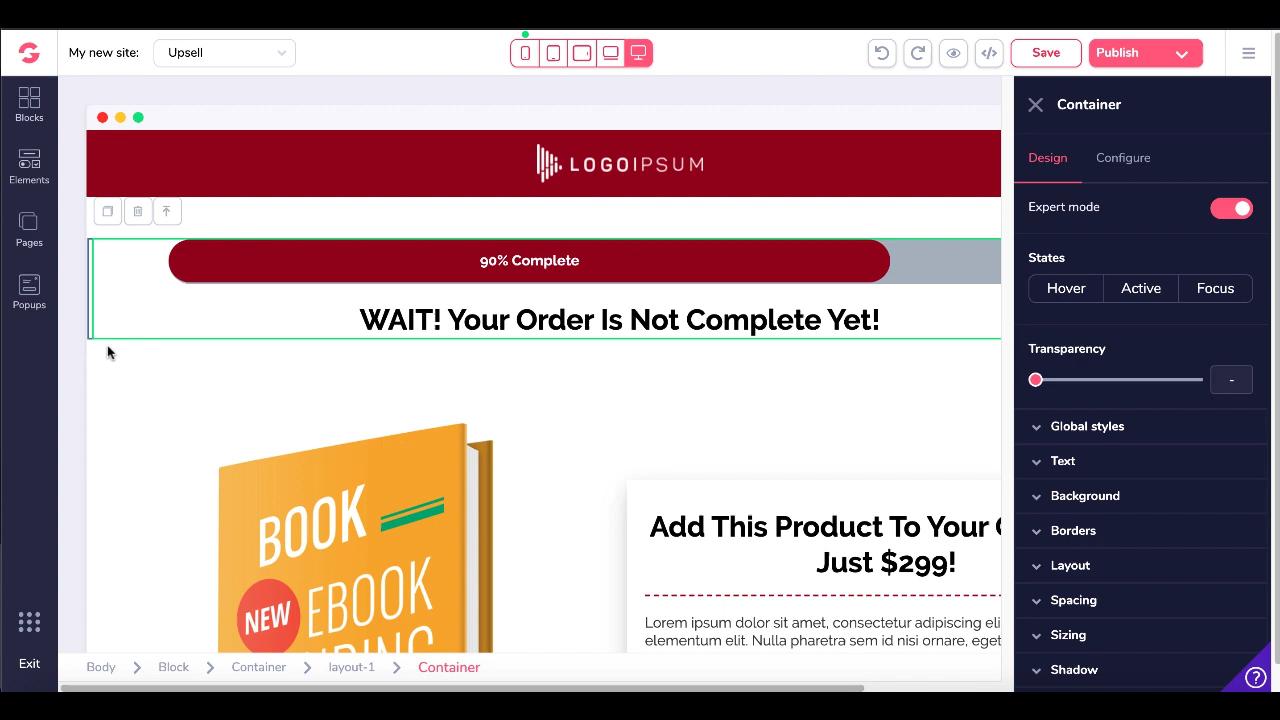 My new site:
Upsell
Save
Publish
Blocks
Elements
Pages
Popups
Exit
LOGOIPSUM
90% Complete
WAIT! Your Order Is Not Complete Yet!
BOOK
NEW
EBOOK
Add This Product To Your
Just $299!
Lorem ipsum dolor sit amet, consectetur adipiscing
elementum elit. Nulla pharetra sem id nisi ornare,
Body
Block
Container
layout-1
Container
Container
Design
Configure
Expert mode
States
Hover
Active
Focus
Transparency
-
Global styles
Text
Background
Borders
Layout
Spacing
Sizing
Shadow
?